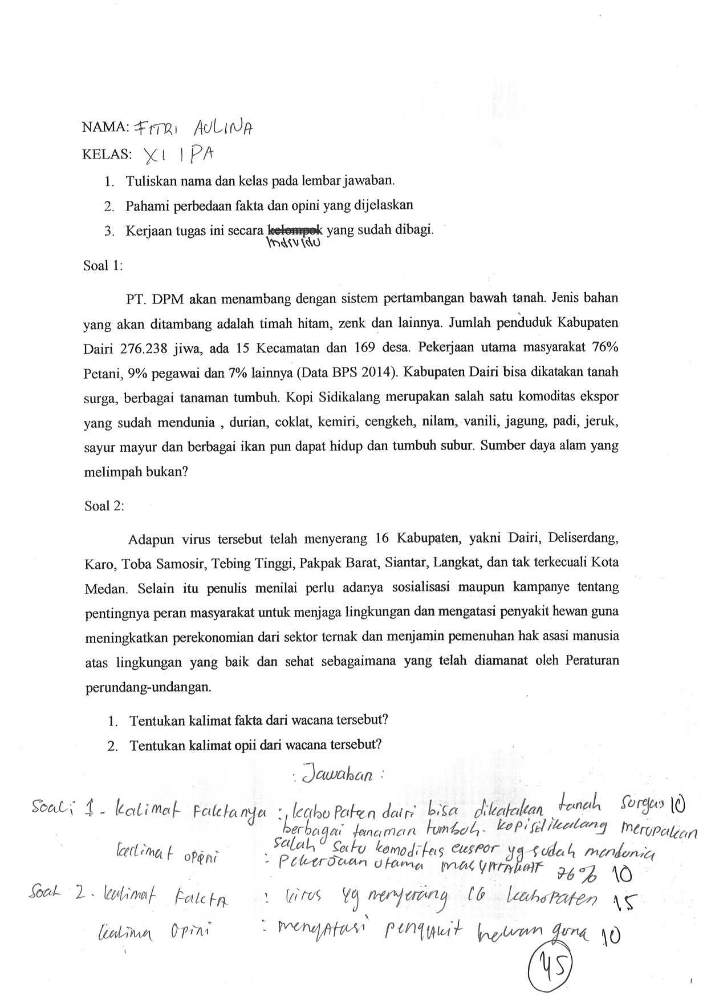 NAMA: FITRI AULINA
KELAS: XI IPA
1. Tuliskan nama dan kelas pada lembar jawaban.
2. Pahami perbedaan fakta dan opini yang dijelaskan
3. Kerjaan tugas ini secara kelompok yang sudah dibagi.
Individu
Soal 1:
PT. DPM akan menambang dengan sistem pertambangan bawah tanah. Jenis bahan
yang akan ditambang adalah timah hitam, zenk dan lainnya. Jumlah penduduk Kabupaten
Dairi 276.238 jiwa, ada 15 Kecamatan dan 169 desa. Pekerjaan utama masyarakat 76%
Petani, 9% pegawai dan 7% lainnya (Data BPS 2014). Kabupaten Dairi bisa dikatakan tanah
surga, berbagai tanaman tumbuh. Kopi Sidikalang merupakan salah satu komoditas ekspor
yang sudah mendunia , durian, coklat, kemiri, cengkeh, nilam, vanili, jagung, padi, jeruk,
sayur mayur dan berbagai ikan pun dapat hidup dan tumbuh subur. Sumber daya alam yang
melimpah bukan?
Soal 2:
Adapun virus tersebut telah menyerang 16 Kabupaten, yakni Dairi, Deliserdang,
Karo, Toba Samosir, Tebing Tinggi, Pakpak Barat, Siantar, Langkat, dan tak terkecuali Kota
Medan. Selain itu penulis menilai perlu adanya sosialisasi maupun kampanye tentang
pentingnya peran masyarakat untuk menjaga lingkungan dan mengatasi penyakit hewan guna
meningkatkan perekonomian dari sektor ternak dan menjamin pemenuhan hak asasi manusia
atas lingkungan yang baik dan sehat sebagaimana yang telah diamanat oleh Peraturan
perundang-undangan.
1. Tentukan kalimat fakta dari wacana tersebut?
2. Tentukan kalimat opii dari wacana tersebut?
: Jawaban :
Soal: 1 - kalimat Faktanya : kabupaten dairi bisa dikatakan tanah 10
berbagai tanaman tumbuh. kopi sidikalang merupakan
salah satu komoditas ekspor yg sudah mendunia
kalimat opini : Pekerjaan utama masyarakat 76% 10
Soal 2. kalimat Fakta : virus yg menyerang 16 kabupaten 15
kalima Opini : mengatasi penyakit hewan guna 10
45